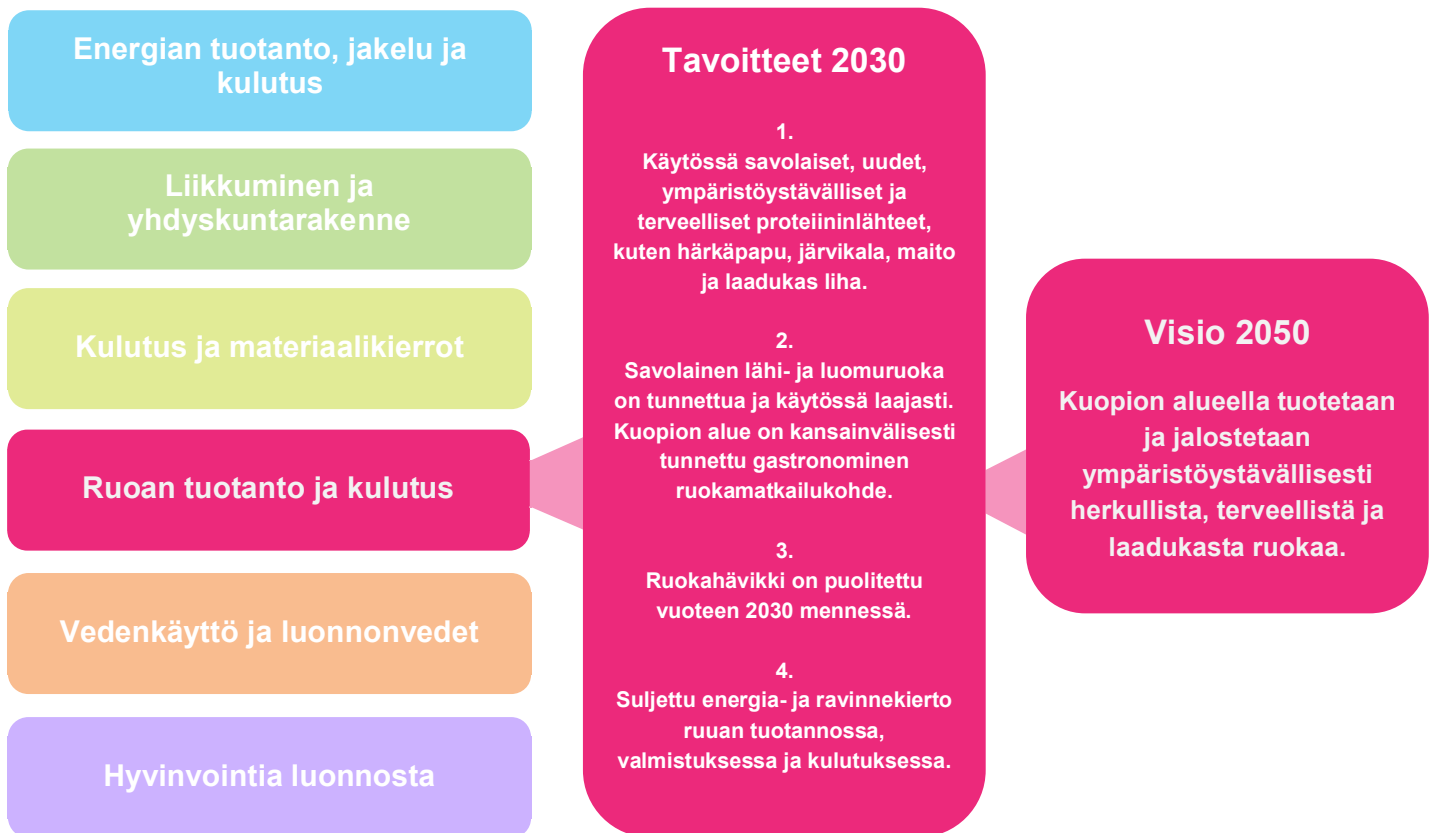 Energian tuotanto, jakelu ja
kulutus
Liikkuminen ja
yhdyskuntarakenne
Kulutus ja materiaalikierrot
Ruoan tuotanto ja kulutus
Vedenkäyttö ja luonnonvedet
Hyvinvointia luonnosta
Tavoitteet 2030
1.
Käytössä savolaiset, uudet,
ympäristöystävälliset ja
terveelliset proteiininlähteet,
kuten härkäpapu, järvikala, maito
ja laadukas liha.
2.
Savolainen lähi- ja luomuruoka
on tunnettua ja käytössä laajasti.
Kuopion alue on kansainvälisesti
tunnettu gastronominen
ruokamatkailukohde.
3.
Ruokahävikki on puolitettu
vuoteen 2030 mennessä.
4.
Suljettu energia- ja ravinnekierto
ruuan tuotannossa,
valmistuksessa ja kulutuksessa.
Visio 2050
Kuopion alueella tuotetaan
ja jalostetaan
ympäristöystävällisesti
herkullista, terveellistä ja
laadukasta ruokaa.